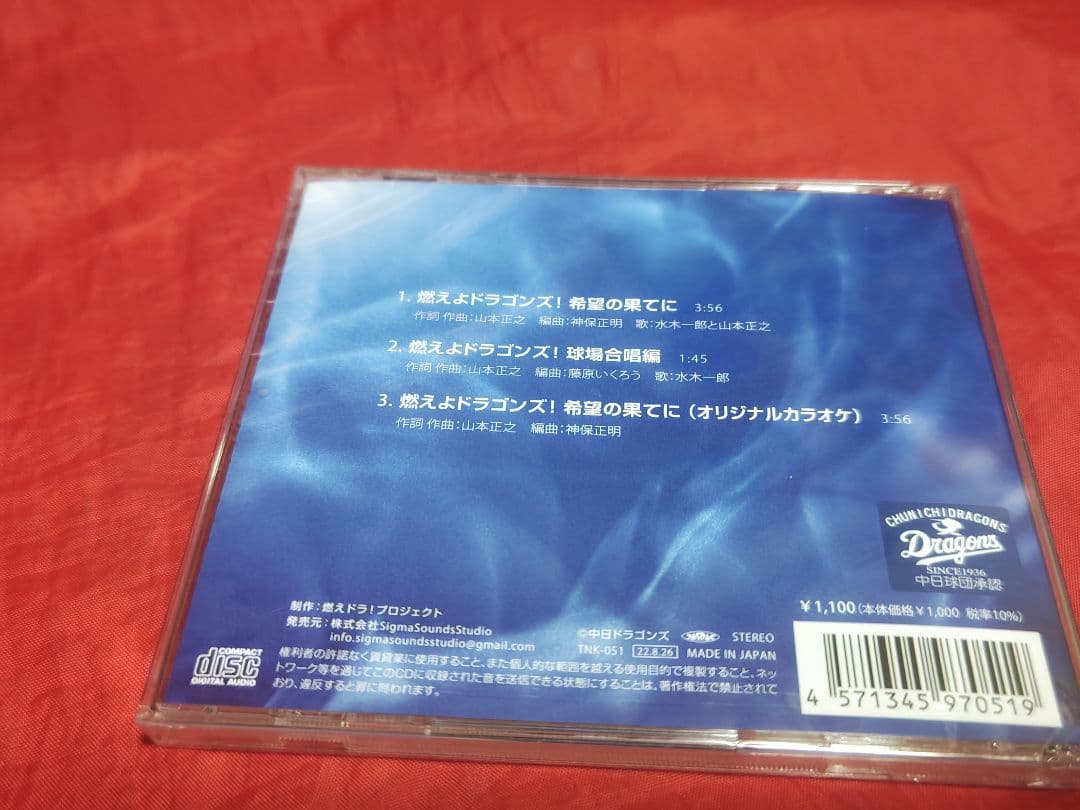 1. 燃えよドラゴンズ! 希望の果てに 3:56
作詞 作曲:山本正之 編曲:神保正明 歌:水木一郎と山本正之
2. 燃えよドラゴンズ! 球場合唱編 1:45
作詞 作曲:山本正之 編曲:藤原いくろう 歌:水木一郎
3. 燃えよドラゴンズ! 希望の果てに(オリジナルカラオケ) 3:56
作詞 作曲:山本正之 編曲:神保正明
CHUNICHI DRAGONS
Dragons
SINCE1936
中日球団承認
¥1,100(本体価格¥1,000 税率10%)
制作:燃えドラ!プロジェクト
発売元:株式会社SigmaSoundsStudio
info.sigmasoundsstudio@gmail.com
©中日ドラゴンズ STEREO
TNK-051 22.8.26 MADE IN JAPAN
COMPACT
disc
DIGITAL AUDIO
権利者の許諾なく賃貸業に使用すること、また個人的な範囲を越える使用目的で複製すること、ネッ
トワーク等を通じてこのCDに収録された音を送信できる状態にすることは、著作権法で禁止されて
おり、違反すると罪に問われます。
4 571345 970519